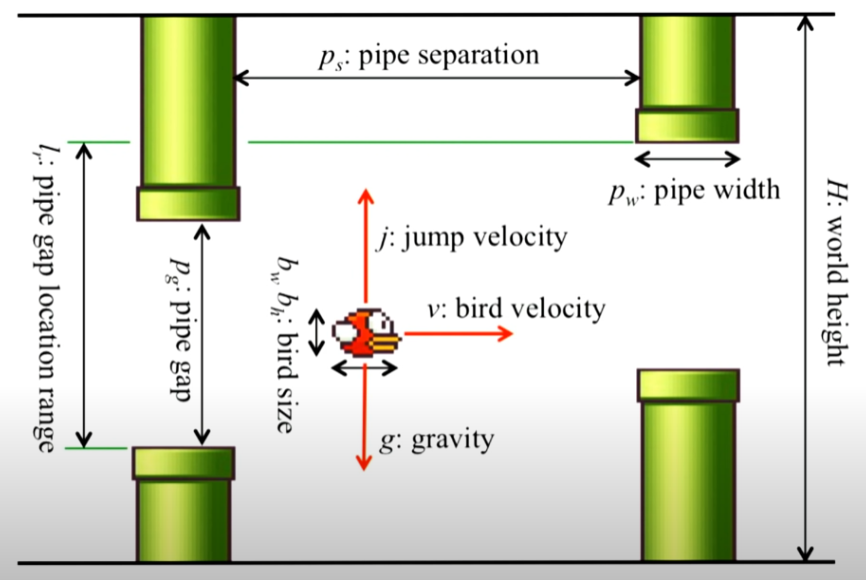 p_s: pipe separation
l_r: pipe gap location range
p_g: pipe gap
b_w b_h: bird size
j: jump velocity
v: bird velocity
g: gravity
p_w: pipe width
H: world height